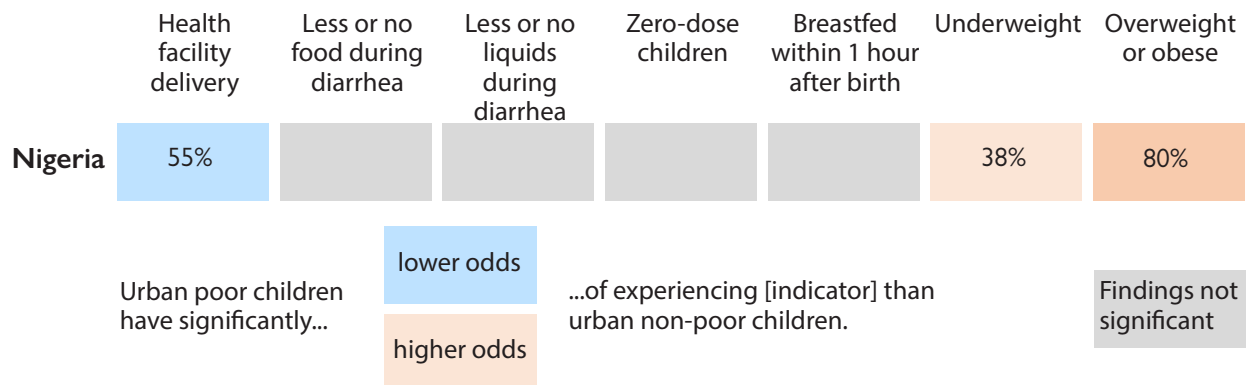 Health
facility
delivery
Less or no
food during
diarrhea
Less or no
liquids
during
diarrhea
Zero-dose
children
Breastfed
within 1 hour
after birth
Underweight
Overweight
or obese
Nigeria
55%
38%
80%
Urban poor children
have significantly...
lower odds
higher odds
...of experiencing [indicator] than
urban non-poor children.
Findings not
significant